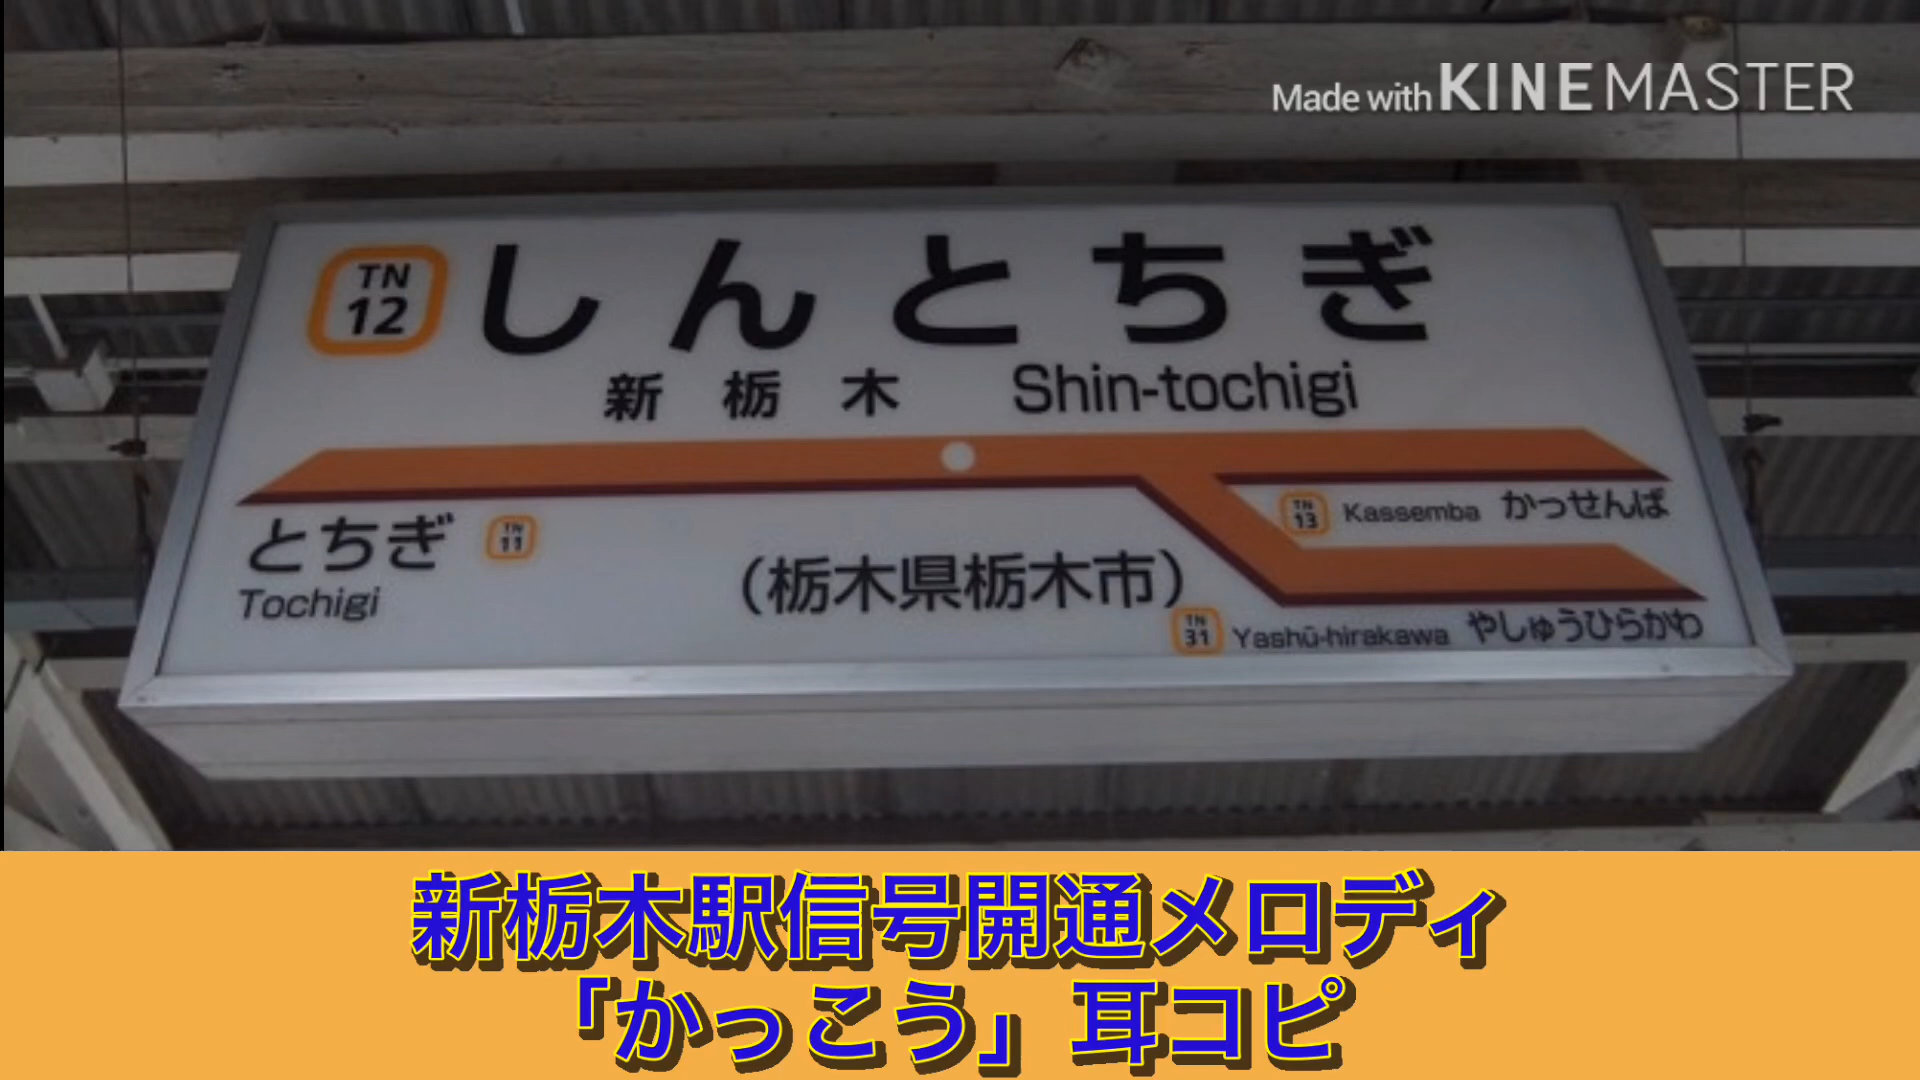 Made with KINEMASTER
TN
12
しんとちぎ
新栃木 Shin-tochigi
とちぎ TN 11
Tochigi
(栃木県栃木市)
TN 13 Kassemba かっせんば
TN 31 Yashū-hirakawa やしゅうひらかわ
新栃木駅信号開通メロディ
「かっこう」耳コピ